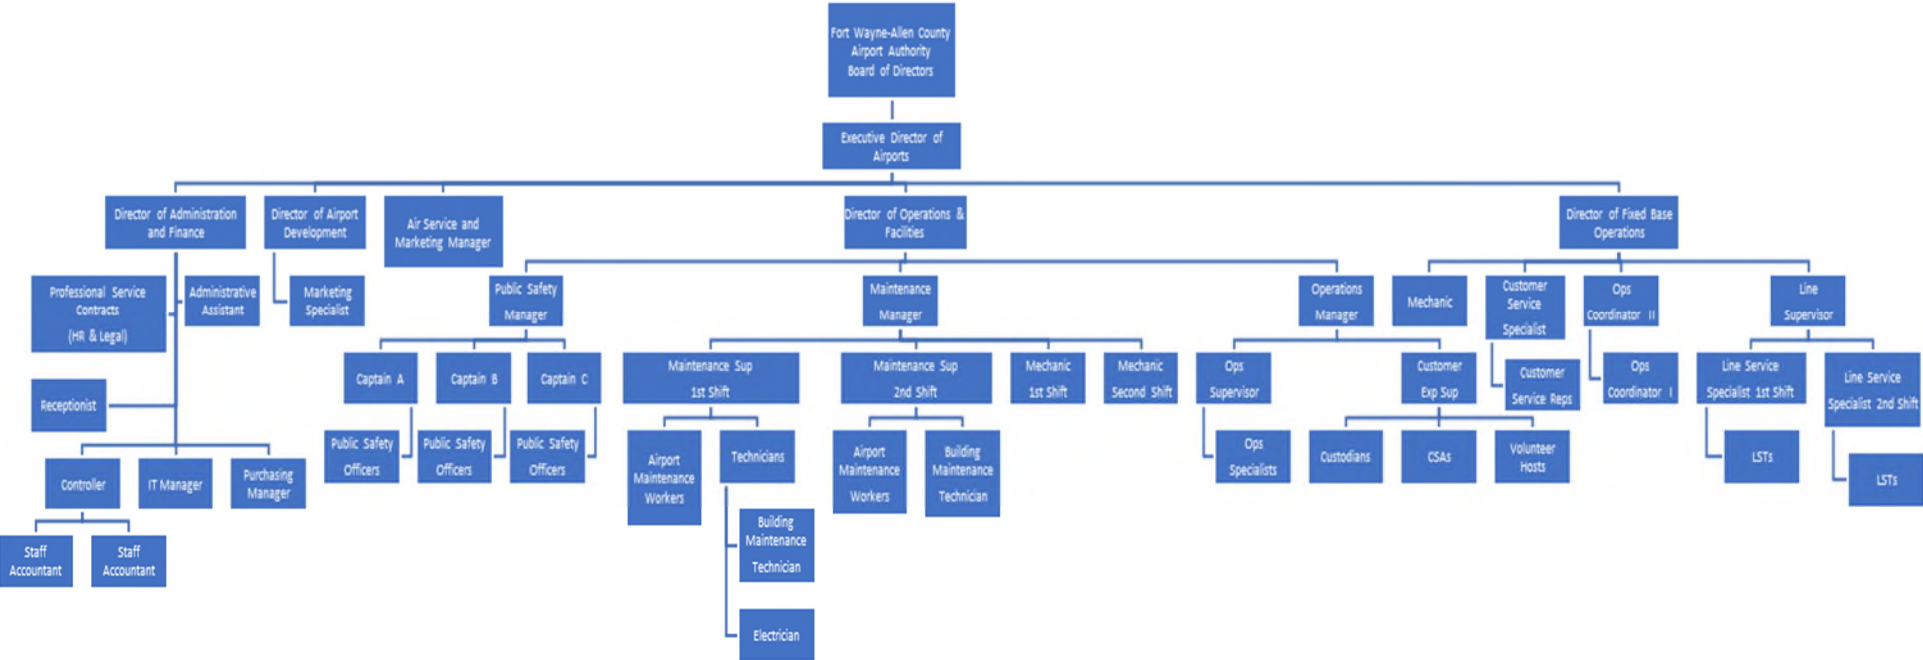 Fort Wayne-Allen County
Airport Authority
Board of Directors
Executive Director of
Airports
Director of Administration
and Finance
Director of Airport
Development
Air Service and
Marketing Manager
Director of Operations &
Facilities
Director of Fixed Base
Operations
Professional Service
Contracts
(HR & Legal)
Administrative
Assistant
Marketing
Specialist
Public Safety
Manager
Maintenance
Manager
Operations
Manager
Mechanic
Customer
Service
Specialist
Ops
Coordinator II
Line
Supervisor
Receptionist
Captain A
Captain B
Captain C
Maintenance Sup
1st Shift
Maintenance Sup
2nd Shift
Mechanic
1st Shift
Mechanic
Second Shift
Ops
Supervisor
Customer
Exp Sup
Customer
Service Reps
Ops
Coordinator I
Line Service
Specialist 1st Shift
Line Service
Specialist 2nd Shift
Controller
IT Manager
Purchasing
Manager
Public Safety
Officers
Public Safety
Officers
Public Safety
Officers
Airport
Maintenance
Workers
Technicians
Airport
Maintenance
Workers
Building
Maintenance
Technician
Ops
Specialists
Custodians
CSAs
Volunteer
Hosts
LSTs
LSTs
Staff
Accountant
Staff
Accountant
Building
Maintenance
Technician
Electrician